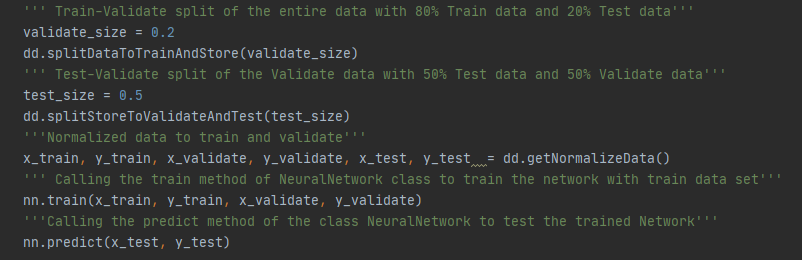 ''' Train-Validate split of the entire data with 80% Train data and 20% Test data'''
validate_size = 0.2
dd.splitDataToTrainAndStore(validate_size)
''' Test-Validate split of the Validate data with 50% Test data and 50% Validate data'''
test_size = 0.5
dd.splitStoreToValidateAndTest(test_size)
'''Normalized data to train and validate'''
x_train, y_train, x_validate, y_validate, x_test, y_test  = dd.getNormalizeData()
''' Calling the train method of NeuralNetwork class to train the network with train data set'''
nn.train(x_train, y_train, x_validate, y_validate)
'''Calling the predict method of the class NeuralNetwork to test the trained Network'''
nn.predict(x_test, y_test)